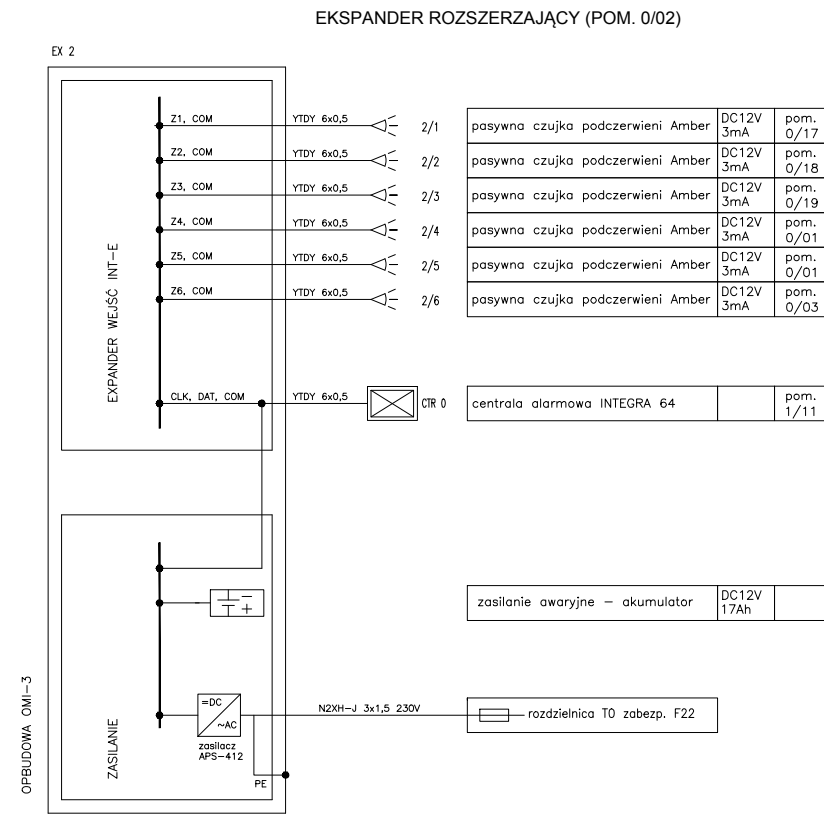 EKSPANDER ROZSZERZAJĄCY (POM. 0/02)
EX 2
Z1, COM YTDY 6x0,5 2/1 pasywna czujka podczerwieni Amber DC12V 3mA pom. 0/17
Z2, COM YTDY 6x0,5 2/2 pasywna czujka podczerwieni Amber DC12V 3mA pom. 0/18
Z3, COM YTDY 6x0,5 2/3 pasywna czujka podczerwieni Amber DC12V 3mA pom. 0/19
Z4, COM YTDY 6x0,5 2/4 pasywna czujka podczerwieni Amber DC12V 3mA pom. 0/01
Z5, COM YTDY 6x0,5 2/5 pasywna czujka podczerwieni Amber DC12V 3mA pom. 0/01
Z6, COM YTDY 6x0,5 2/6 pasywna czujka podczerwieni Amber DC12V 3mA pom. 0/03
EXPANDER WEJŚĆ INT-E
CLK, DAT, COM YTDY 6x0,5 CTR 0 centrala alarmowa INTEGRA 64 pom. 1/11
zasilanie awaryjne – akumulator DC12V 17Ah
OPBUDOWA OMI-3
ZASILANIE
=DC
~AC
zasilacz
APS-412
N2XH-J 3x1,5 230V rozdzielnica T0 zabezp. F22
PE